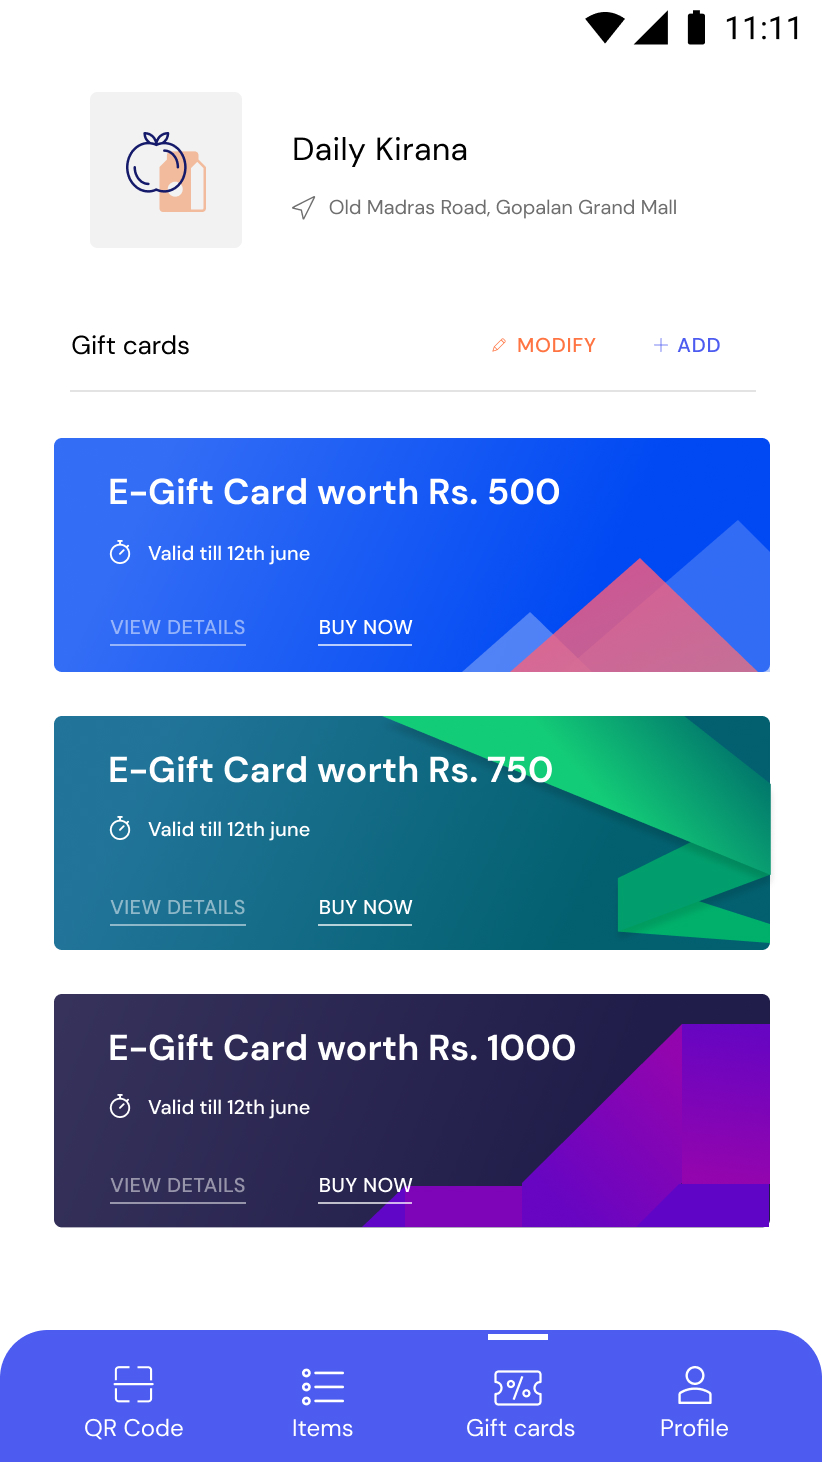 11:11
Daily Kirana
Old Madras Road, Gopalan Grand Mall
Gift cards
MODIFY
ADD
E-Gift Card worth Rs. 500
Valid till 12th june
VIEW DETAILS
BUY NOW
E-Gift Card worth Rs. 750
Valid till 12th june
VIEW DETAILS
BUY NOW
E-Gift Card worth Rs. 1000
Valid till 12th june
VIEW DETAILS
BUY NOW
QR Code
Items
Gift cards
Profile